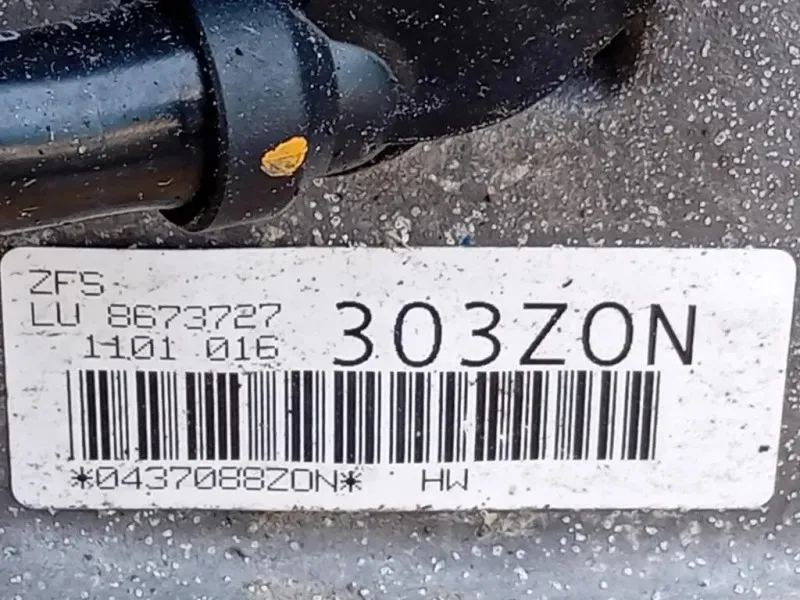 ZFS
LU 8673727 303ZON
1101 016
*0437088ZON* HW